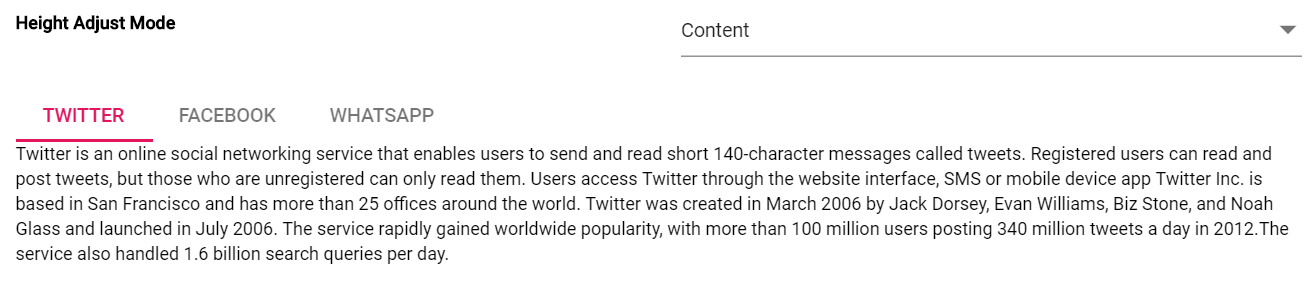 Height Adjust Mode
Content
TWITTER FACEBOOK WHATSAPP
Twitter is an online social networking service that enables users to send and read short 140-character messages called tweets. Registered users can read and
post tweets, but those who are unregistered can only read them. Users access Twitter through the website interface, SMS or mobile device app Twitter Inc. is
based in San Francisco and has more than 25 offices around the world. Twitter was created in March 2006 by Jack Dorsey, Evan Williams, Biz Stone, and Noah
Glass and launched in July 2006. The service rapidly gained worldwide popularity, with more than 100 million users posting 340 million tweets a day in 2012.The
service also handled 1.6 billion search queries per day.